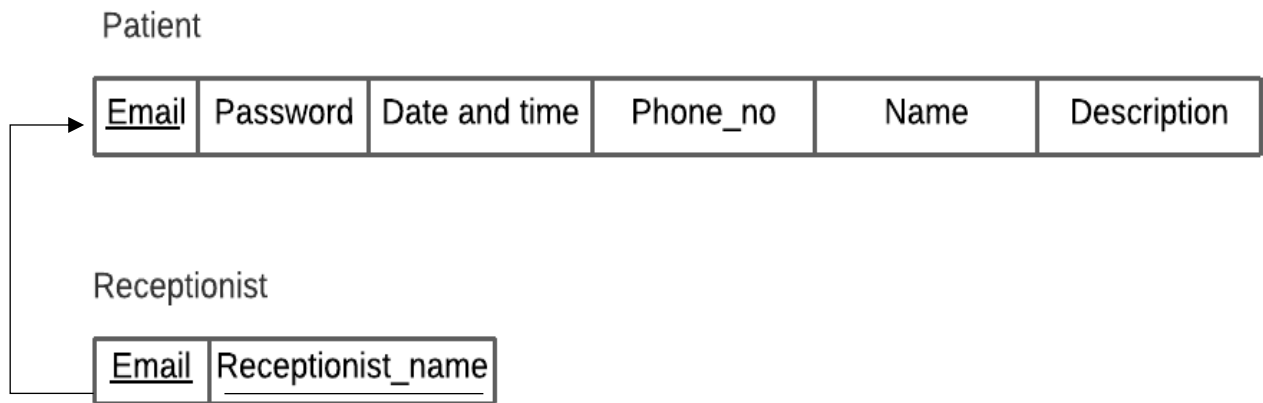 Patient
Email Password Date and time Phone_no Name Description
Receptionist
Email Receptionist_name